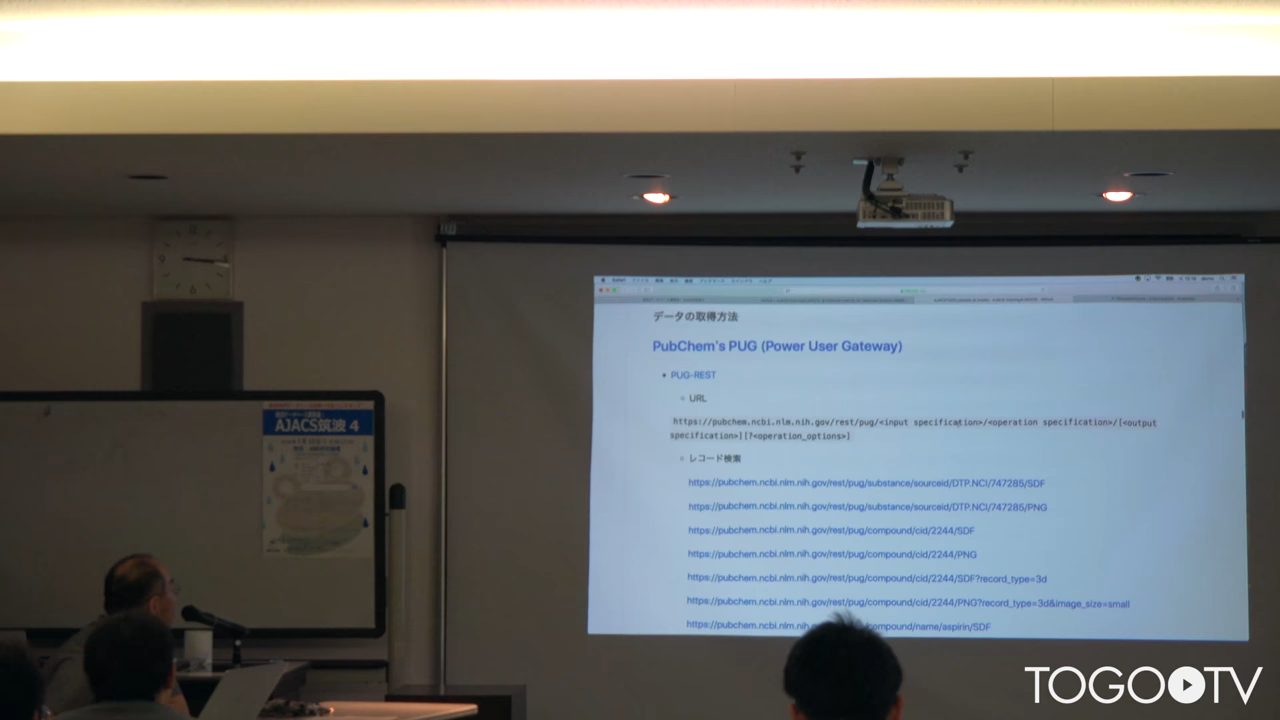 データの取得方法
PubChem's PUG (Power User Gateway)
PUG-REST
URL
https://pubchem.ncbi.nlm.nih.gov/rest/pug/<input specification>/<operation specification>/[<output
specification>][?<operation_options>]
レコード検索
https://pubchem.ncbi.nlm.nih.gov/rest/pug/substance/sourceid/DTP.NCI/747285/SDF
https://pubchem.ncbi.nlm.nih.gov/rest/pug/substance/sourceid/DTP.NCI/747285/PNG
https://pubchem.ncbi.nlm.nih.gov/rest/pug/compound/cid/2244/SDF
https://pubchem.ncbi.nlm.nih.gov/rest/pug/compound/cid/2244/PNG
https://pubchem.ncbi.nlm.nih.gov/rest/pug/compound/cid/2244/SDF?record_type=3d
https://pubchem.ncbi.nlm.nih.gov/rest/pug/compound/cid/2244/PNG?record_type=3d&image_size=small
https://pubchem.ncbi.nlm.nih.gov/rest/pug/compound/name/aspirin/SDF
AJACS筑波4
TOGOTV